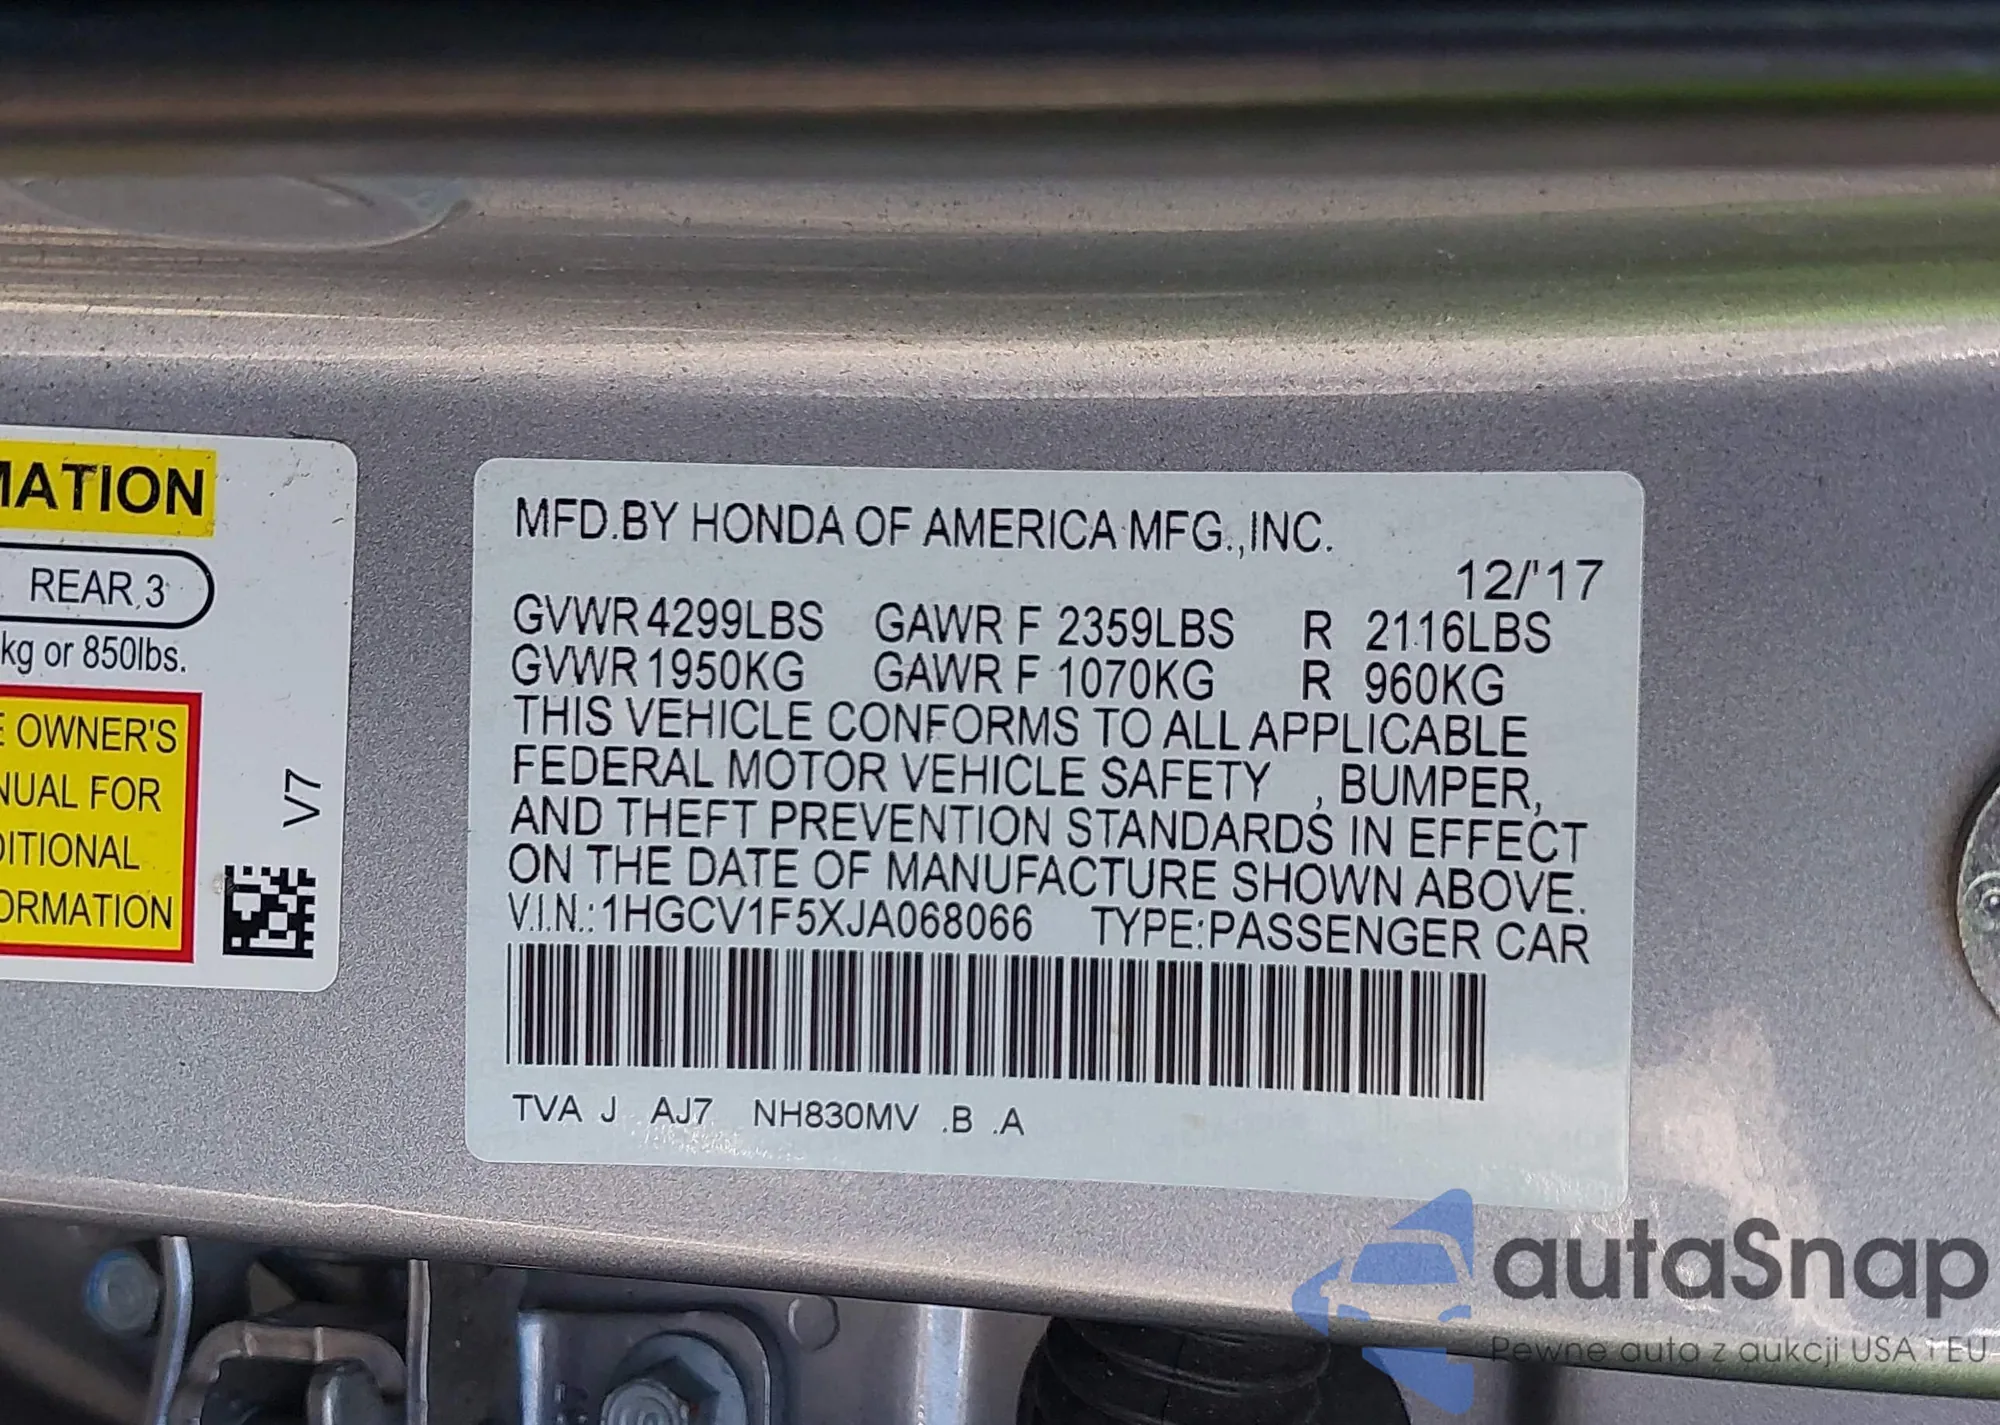 MATION
REAR 3
kg or 850lbs.
OWNER'S
NUAL FOR
DITIONAL
ORMATION
V7
MFD.BY HONDA OF AMERICA MFG.,INC.
12/'17
GVWR 4299LBS GAWR F 2359LBS R 2116LBS
GVWR 1950KG GAWR F 1070KG R 960KG
THIS VEHICLE CONFORMS TO ALL APPLICABLE
FEDERAL MOTOR VEHICLE SAFETY , BUMPER,
AND THEFT PREVENTION STANDARDS IN EFFECT
ON THE DATE OF MANUFACTURE SHOWN ABOVE.
V.I.N.:1HGCV1F5XJA068066 TYPE:PASSENGER CAR
TVA J AJ7 NH830MV .B .A
autaSnap
Pewne auta z aukcji USA i EU